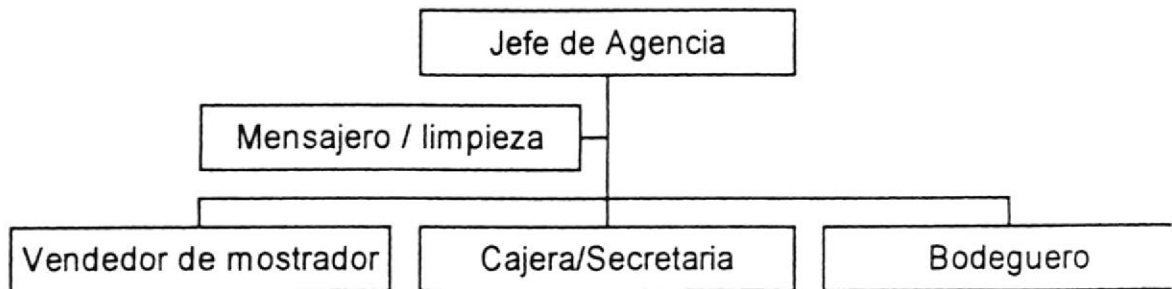 Jefe de Agencia
Mensajero / limpieza
Vendedor de mostrador
Cajera/Secretaria
Bodeguero